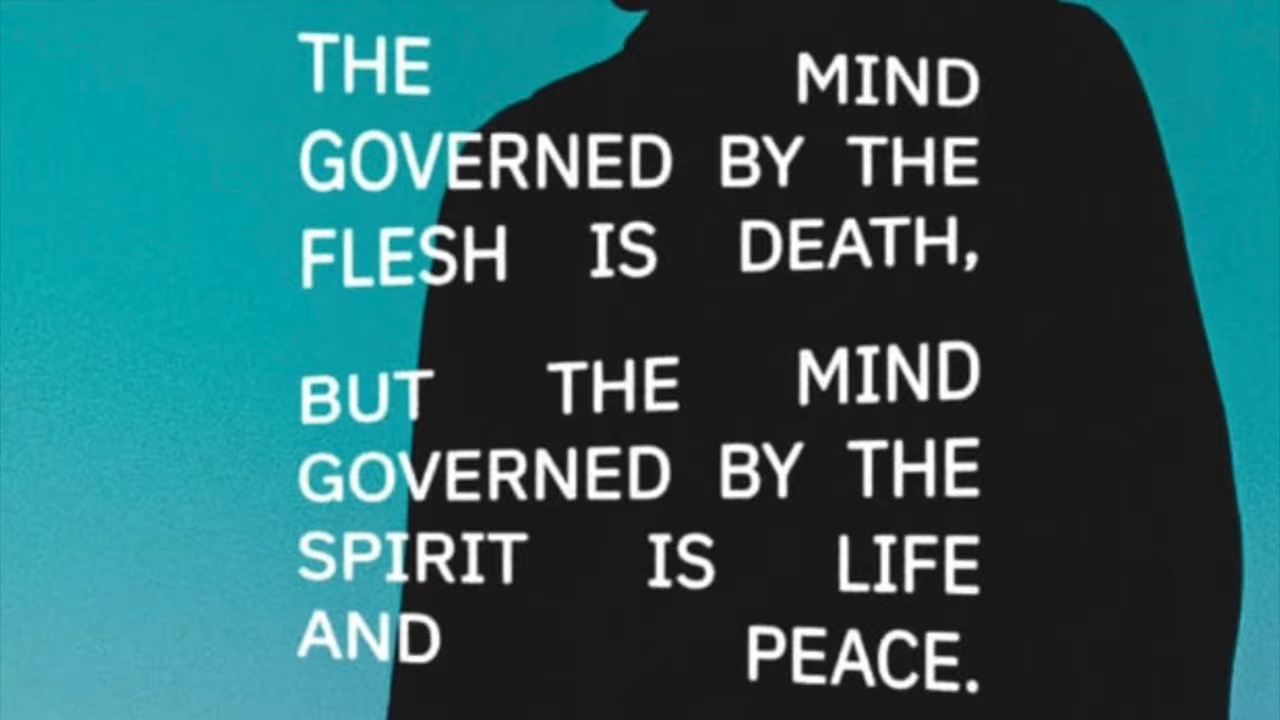 THE MIND
GOVERNED BY THE
FLESH IS DEATH,
BUT THE MIND
GOVERNED BY THE
SPIRIT IS LIFE
AND PEACE.